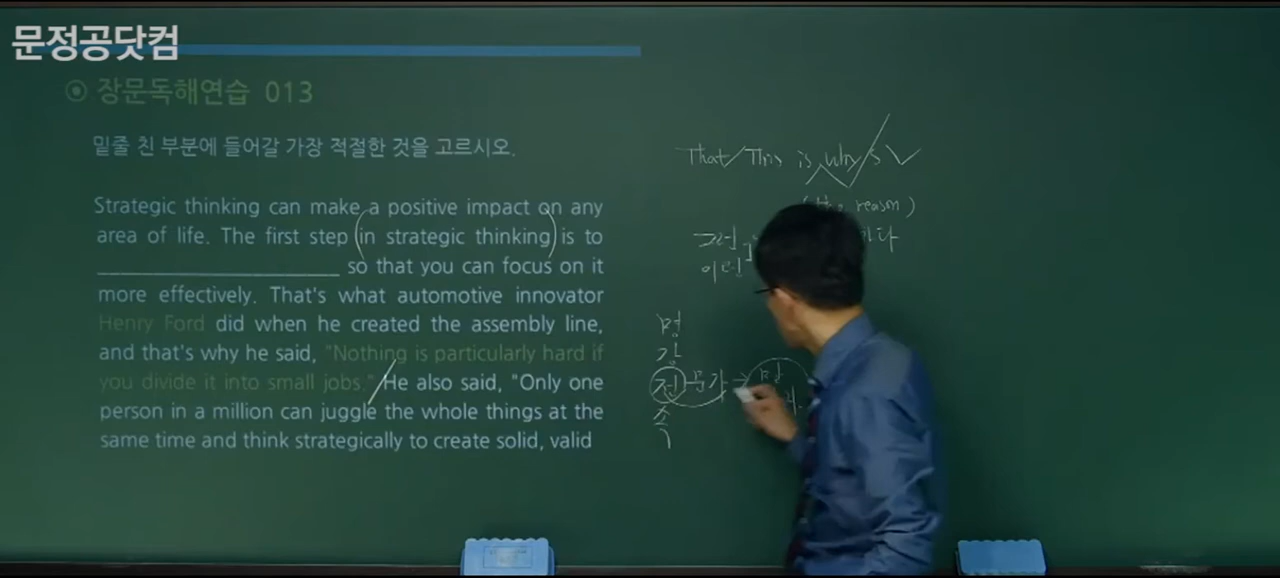 문정공닷컴
장문독해연습 013
밑줄 친 부분에 들어갈 가장 적절한 것을 고르시오.
Strategic thinking can make a positive impact on any
area of life. The first step (in strategic thinking) is to
so that you can focus on it
more effectively. That's what automotive innovator
Henry Ford did when he created the assembly line,
and that's why he said, "Nothing is particularly hard if
you divide it into small jobs." He also said, "Only one
person in a million can juggle the whole things at the
same time and think strategically to create solid, valid
That/This is why S V
reason)